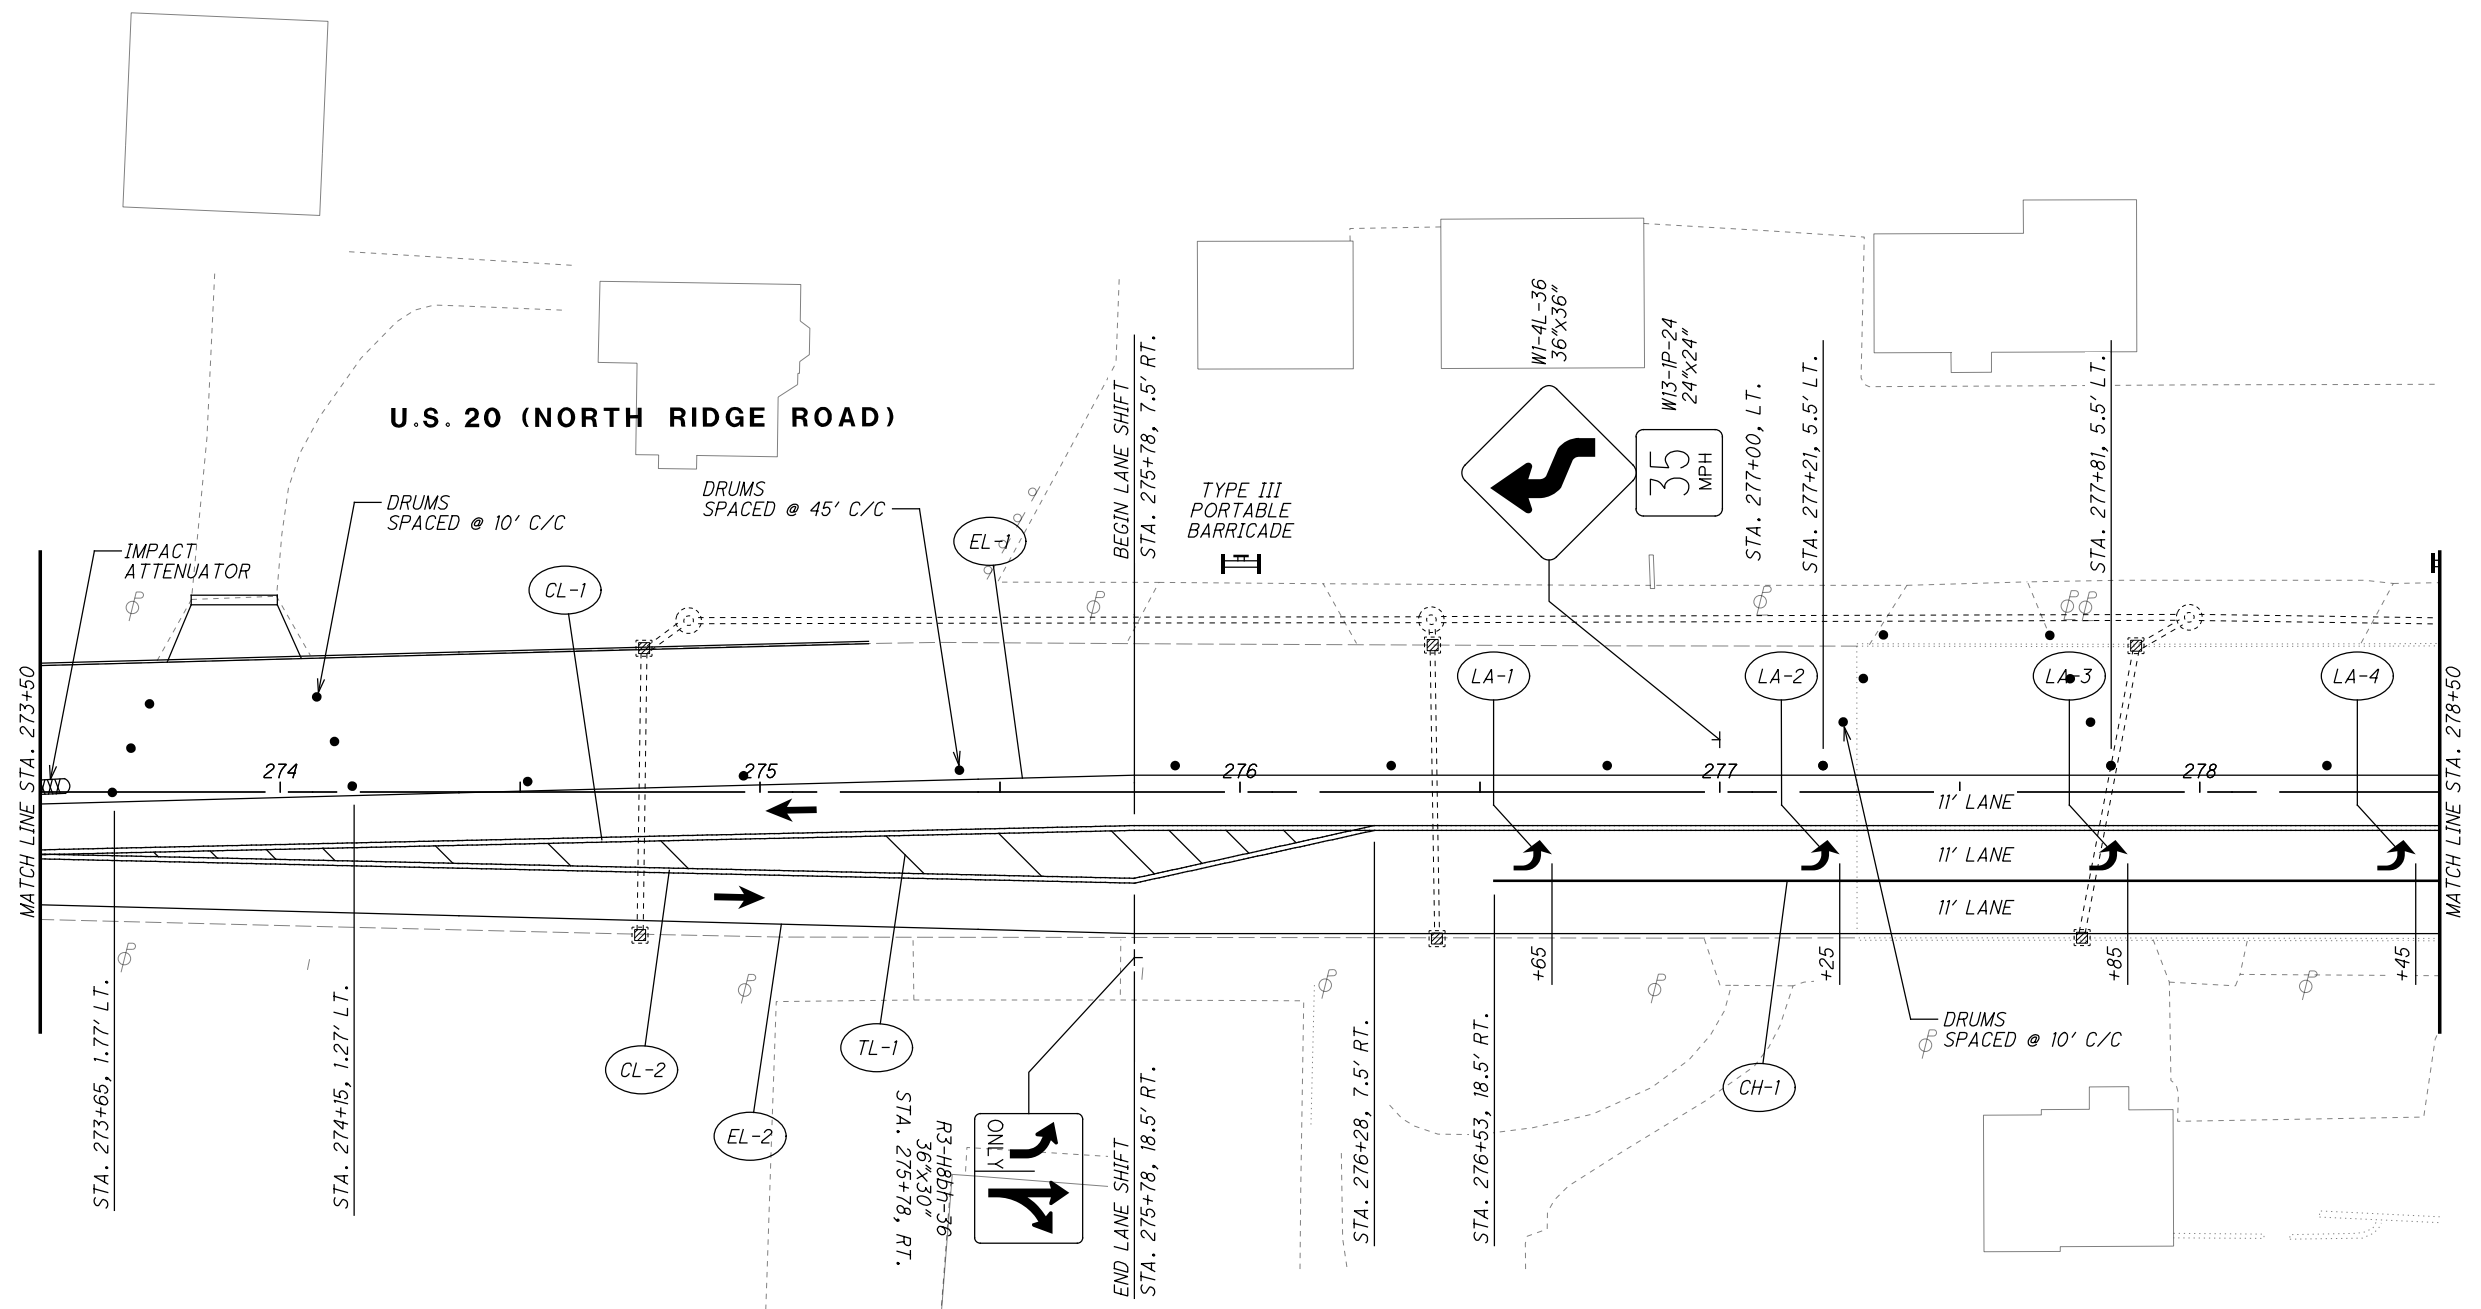 U.S. 20 (NORTH RIDGE ROAD)
IMPACT
ATTENUATOR
DRUMS
SPACED @ 10' C/C
DRUMS
SPACED @ 45' C/C
CL-1
EL-1
BEGIN LANE SHIFT
STA. 275+78, 7.5' RT.
TYPE III
PORTABLE
BARRICADE
W1-4L-36
36"x36"
W13-1P-24
24"x24"
35
MPH
STA. 277+00, LT.
STA. 277+21, 5.5' LT.
STA. 277+81, 5.5' LT.
LA-1
LA-2
LA-3
LA-4
MATCH LINE STA. 273+50
274
275
276
277
278
MATCH LINE STA. 278+50
11' LANE
11' LANE
11' LANE
+65
+25
+85
+45
STA. 273+65, 1.77' LT.
STA. 274+15, 1.27' LT.
CL-2
EL-2
TL-1
STA. 275+78, RT.
36"x30"
R3-H8bh-36
ONLY
END LANE SHIFT
STA. 275+78, 18.5' RT.
STA. 276+28, 7.5' RT.
STA. 276+53, 18.5' RT.
CH-1
DRUMS
SPACED @ 10' C/C